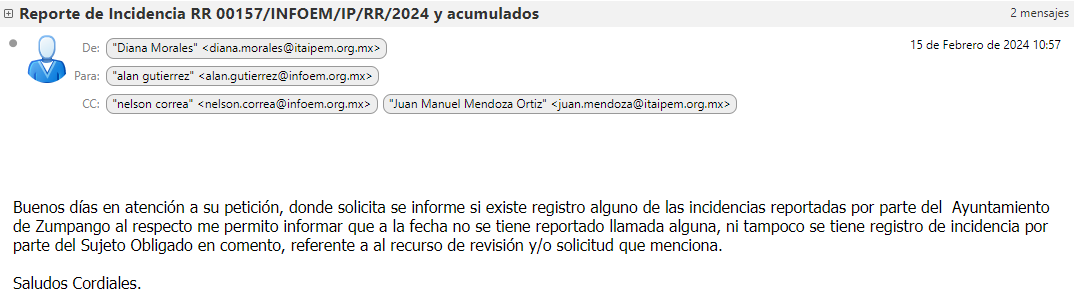 Reporte de Incidencia RR 00157/INFOEM/IP/RR/2024 y acumulados
2 mensajes
De: "Diana Morales" <diana.morales@itaipem.org.mx>
15 de Febrero de 2024 10:57
Para: "alan gutierrez" <alan.gutierrez@infoem.org.mx>
CC: "nelson correa" <nelson.correa@infoem.org.mx> "Juan Manuel Mendoza Ortiz" <juan.mendoza@itaipem.org.mx>
Buenos días en atención a su petición, donde solicita se informe si existe registro alguno de las incidencias reportadas por parte del  Ayuntamiento
de Zumpango al respecto me permito informar que a la fecha no se tiene reportado llamada alguna, ni tampoco se tiene registro de incidencia por
parte del Sujeto Obligado en comento, referente a al recurso de revisión y/o solicitud que menciona.
Saludos Cordiales.